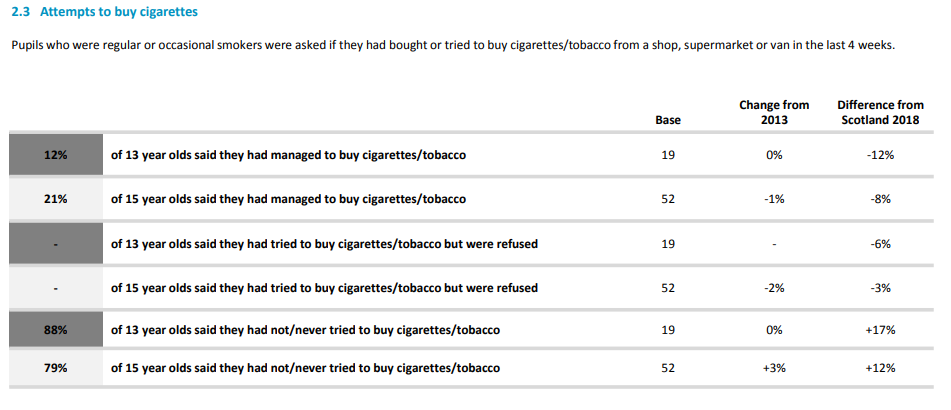 2.3 Attempts to buy cigarettes
Pupils who were regular or occasional smokers were asked if they had bought or tried to buy cigarettes/tobacco from a shop, supermarket or van in the last 4 weeks.
Base Change from 2013 Difference from Scotland 2018
12% of 13 year olds said they had managed to buy cigarettes/tobacco 19 0% -12%
21% of 15 year olds said they had managed to buy cigarettes/tobacco 52 -1% -8%
- of 13 year olds said they had tried to buy cigarettes/tobacco but were refused 19 - -6%
- of 15 year olds said they had tried to buy cigarettes/tobacco but were refused 52 -2% -3%
88% of 13 year olds said they had not/never tried to buy cigarettes/tobacco 19 0% +17%
79% of 15 year olds said they had not/never tried to buy cigarettes/tobacco 52 +3% +12%